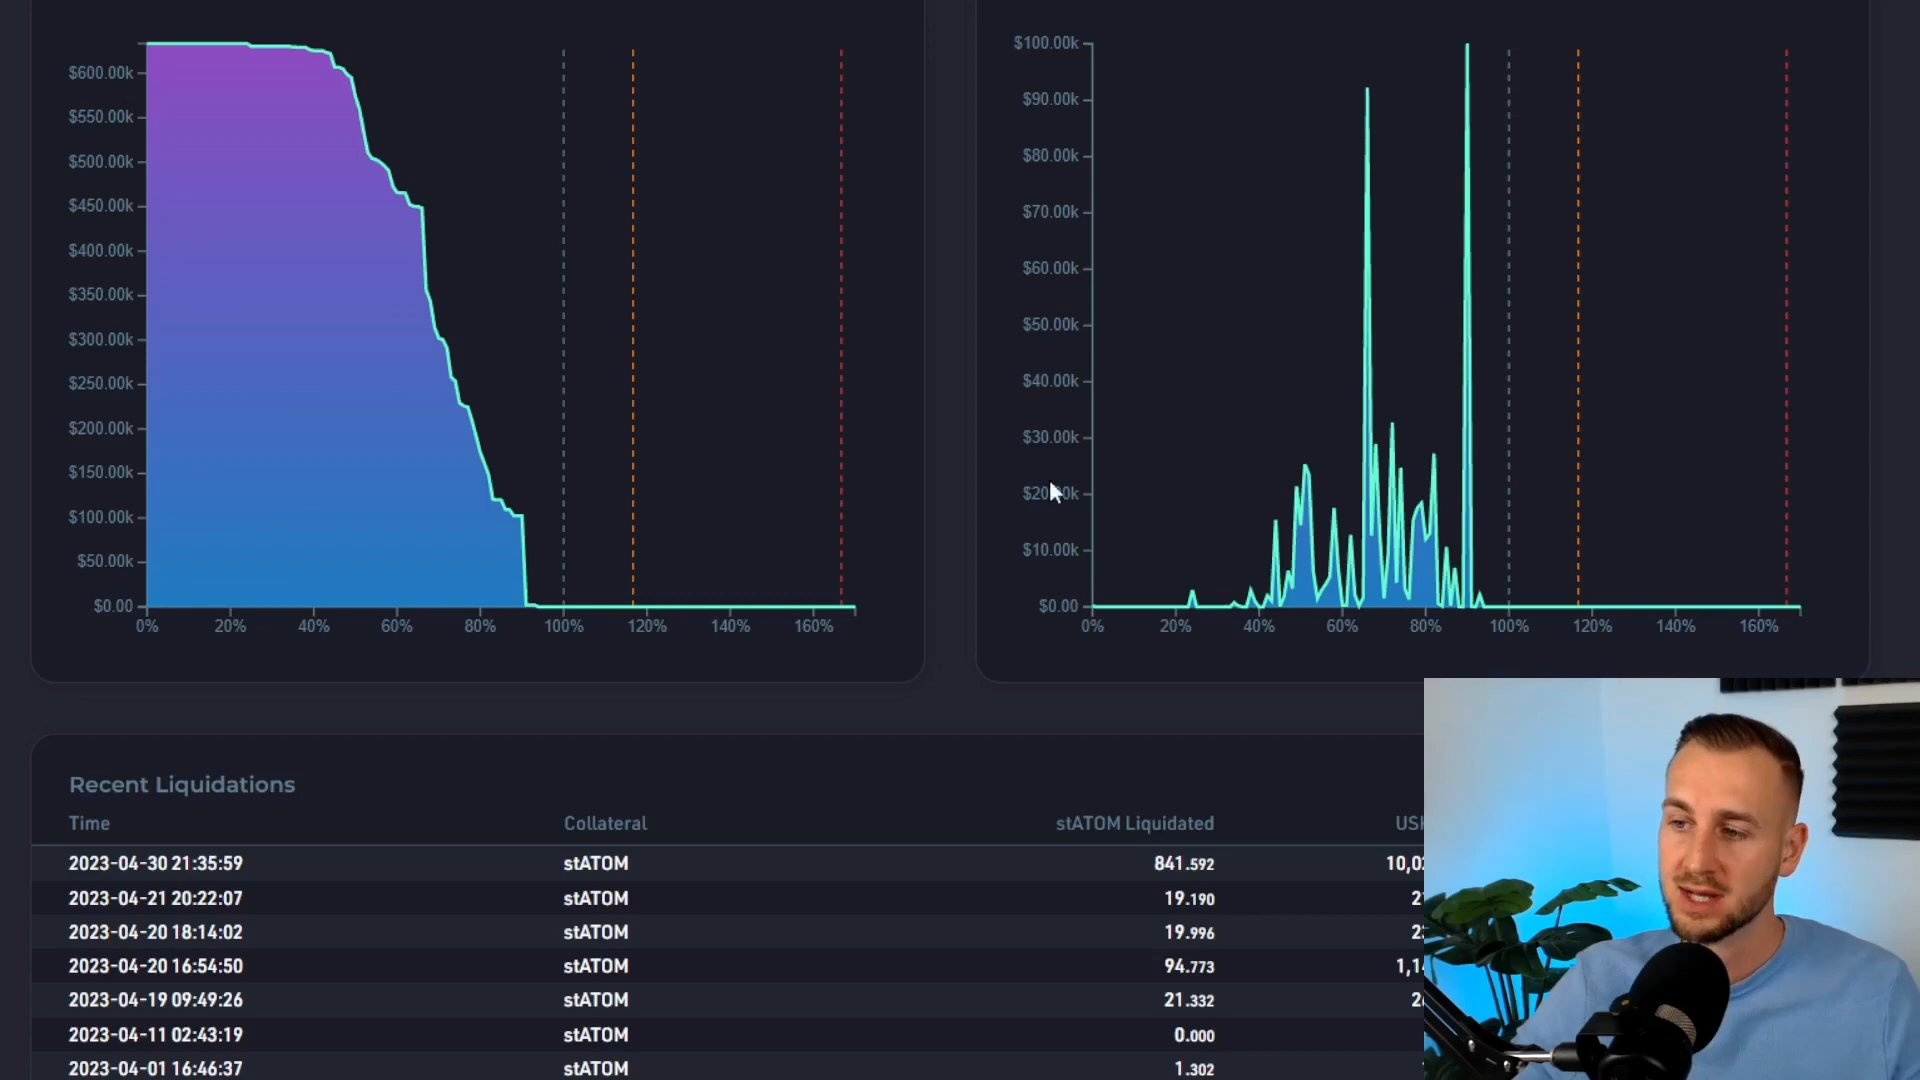 $600.00k
$550.00k
$500.00k
$450.00k
$400.00k
$350.00k
$300.00k
$250.00k
$200.00k
$150.00k
$100.00k
$50.00k
$0.00
0% 20% 40% 60% 80% 100% 120% 140% 160%
$100.00k
$90.00k
$80.00k
$70.00k
$60.00k
$50.00k
$40.00k
$30.00k
$10.00k
$0.00
0% 20% 40% 60% 80% 100% 120% 140% 160%
Recent Liquidations
Time Collateral stATOM Liquidated
2023-04-30 21:35:59 stATOM 841.592
2023-04-21 20:22:07 stATOM 19.190
2023-04-20 18:14:02 stATOM 19.996
2023-04-20 16:54:50 stATOM 94.773
2023-04-19 09:49:26 stATOM 21.332
2023-04-11 02:43:19 stATOM 0.000
2023-04-01 16:46:37 stATOM 1.302